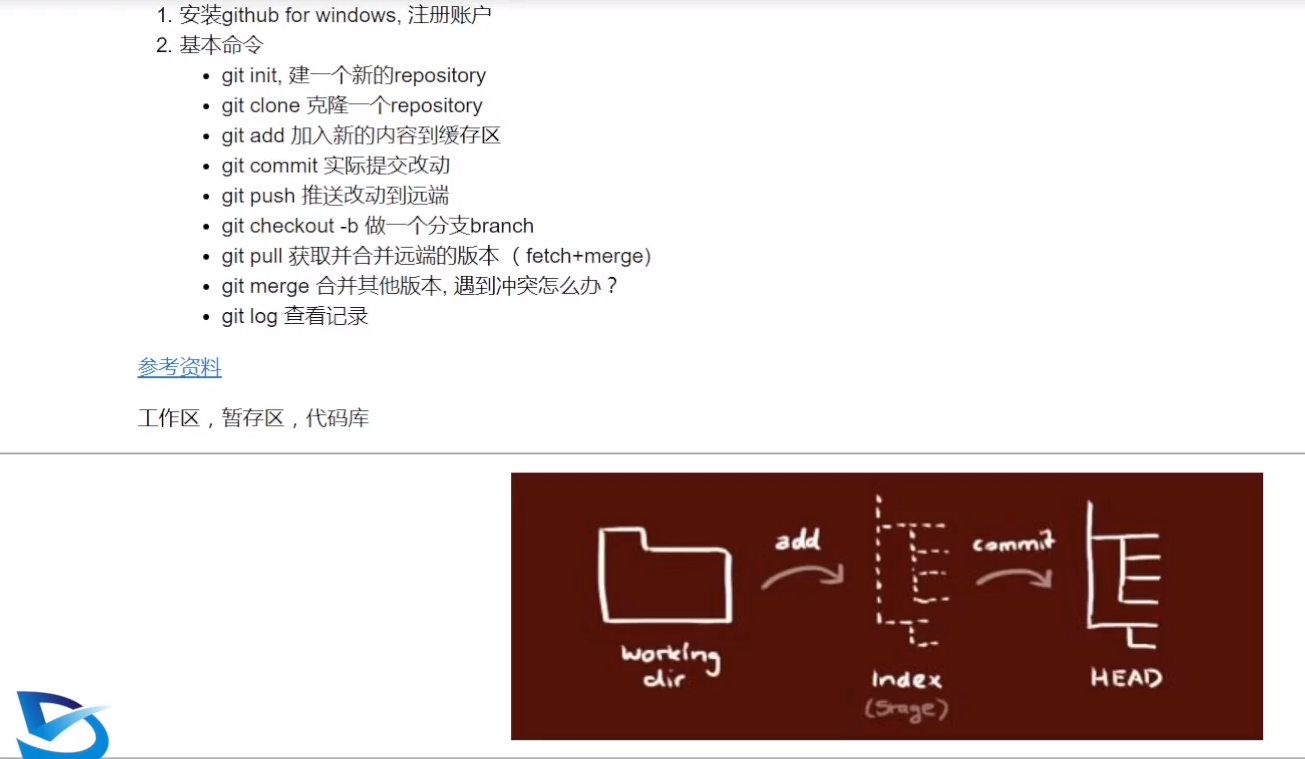 1. 安装github for windows, 注册账户
2. 基本命令
• git init, 建一个新的repository
• git clone 克隆一个repository
• git add 加入新的内容到缓存区
• git commit 实际提交改动
• git push 推送改动到远端
• git checkout -b 做一个分支branch
• git pull 获取并合并远端的版本 （ fetch+merge)
• git merge 合并其他版本, 遇到冲突怎么办？
• git log 查看记录
参考资料
工作区，暂存区，代码库
add
commit
working
dir
Index
(Stage)
HEAD